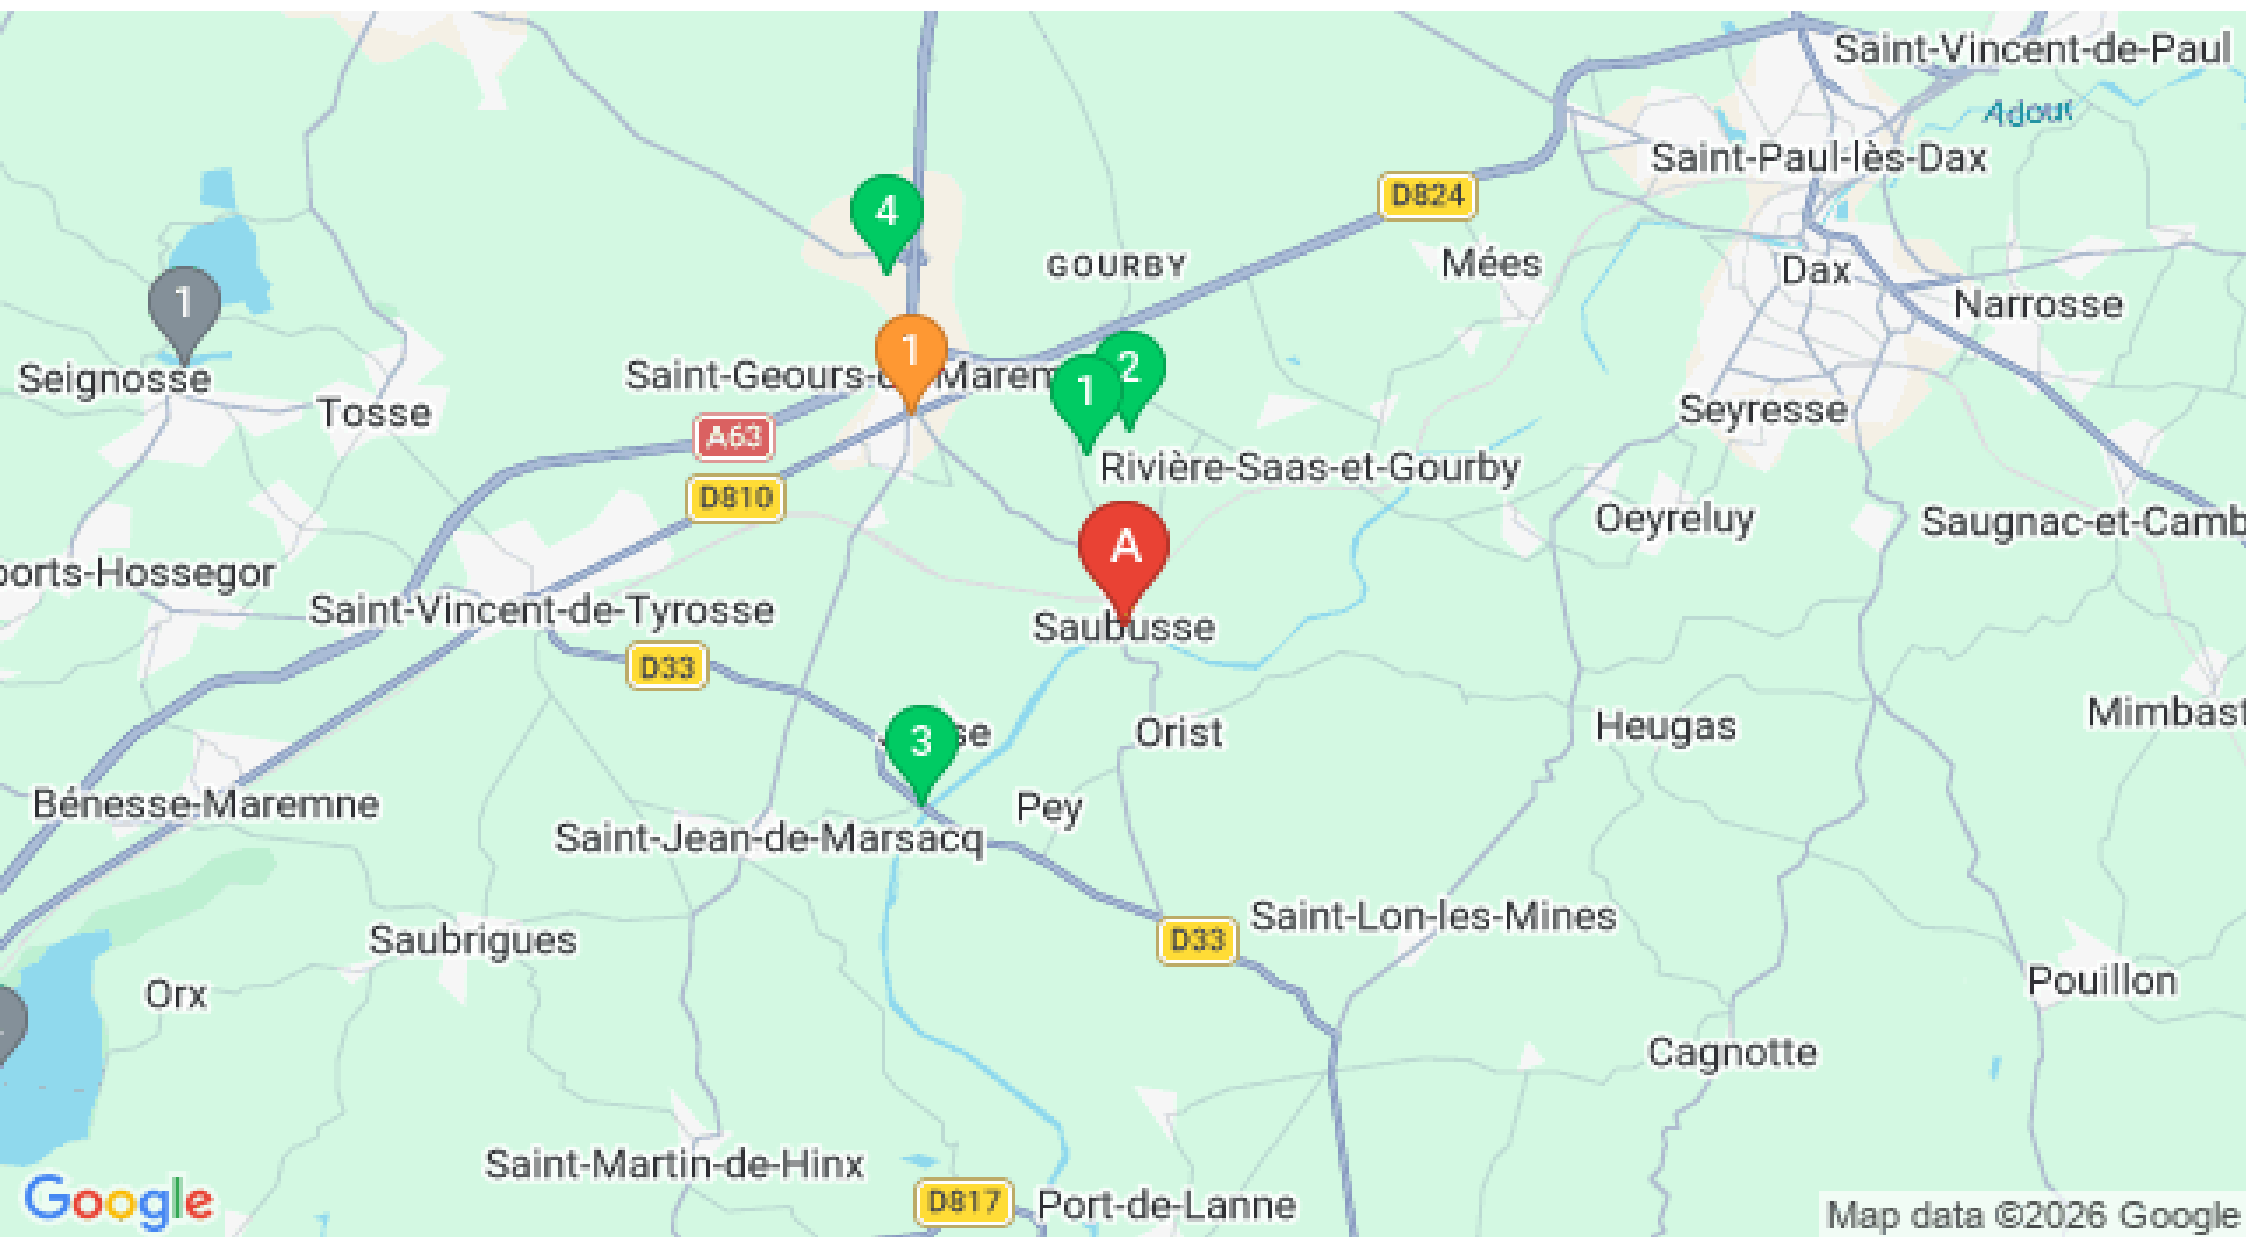 Saint-Vincent-de-Paul
Adour
Saint-Paul-lès-Dax
D824
4
GOURBY
Mées
Dax
Narrosse
1
Seignosse
Tosse
1
Saint-Geours-
Marem
1
2
A63
D810
Seyresse
Rivière-Saas-et-Gourby
Oeyreluy
Saugnac-et-Camb
A
orts-Hossegor
Saint-Vincent-de-Tyrosse
Saubusse
D33
3
se
Orist
Heugas
Mimbast
Bénesse-Maremne
Pey
Saint-Jean-de-Marsacq
Saubrigues
D33
Saint-Lon-les-Mines
Orx
Pouillon
Cagnotte
Saint-Martin-de-Hinx
D817
Port-de-Lanne
Google
Map data ©2026 Google